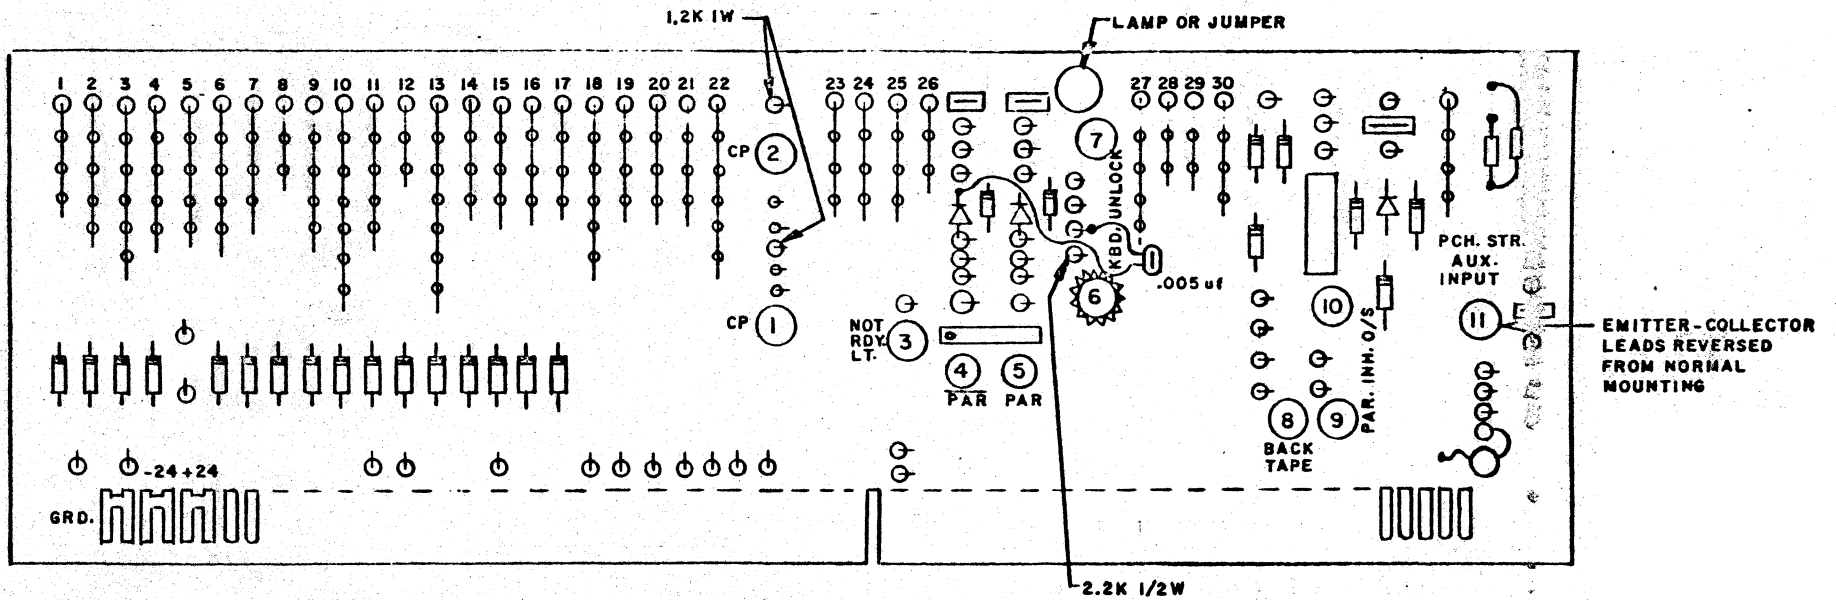 1.2K 1W
LAMP OR JUMPER
1 2 3 4 5 6 7 8 9 10 11 12 13 14 15 16 17 18 19 20 21 22 23 24 25 26 27 28 29 30
CP 2
7
KBD. UNLOCK
PCH. STR.
AUX.
INPUT
.005 uf
6
10
11
CP 1
NOT
RDY.
LT.
3
EMITTER-COLLECTOR
LEADS REVERSED
FROM NORMAL
MOUNTING
4 5
PAR PAR
PAR. INH. O/S
8 9
BACK
TAPE
-24 +24
GRD.
2.2K 1/2W